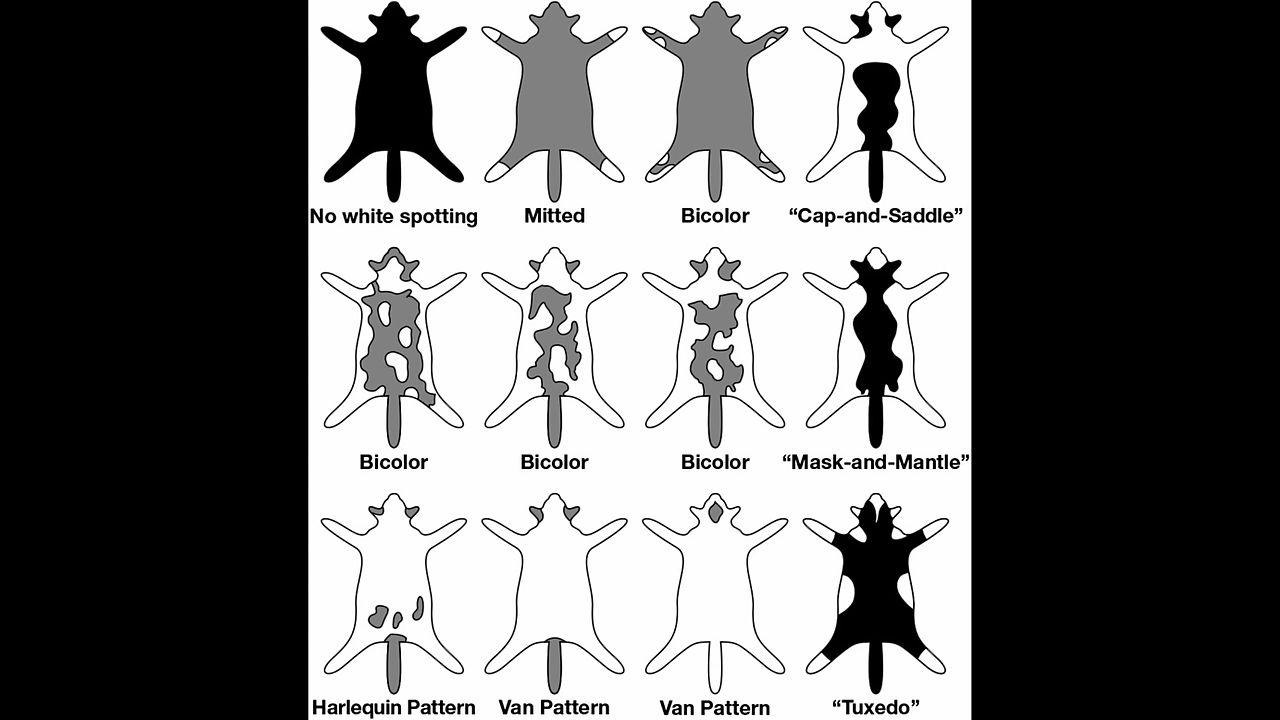 No white spotting
Mitted
Bicolor
“Cap-and-Saddle”
Bicolor
Bicolor
Bicolor
“Mask-and-Mantle”
Harlequin Pattern
Van Pattern
Van Pattern
“Tuxedo”